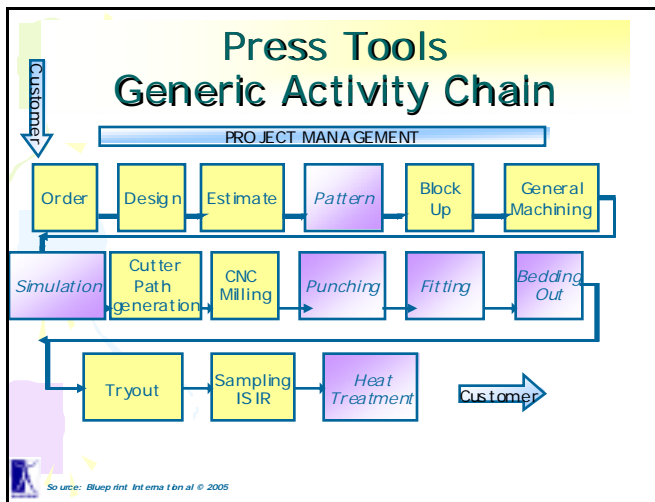 Press Tools
Generic Activity Chain
Customer
PROJECT MANAGEMENT
Order
Design
Estimate
Pattern
Block
Up
General
Machining
Simulation
Cutter
Path
generation
CNC
Milling
Punching
Fitting
Bedding
Out
Tryout
Sampling
ISIR
Heat
Treatment
Customer
Source: Blueprint International © 2005